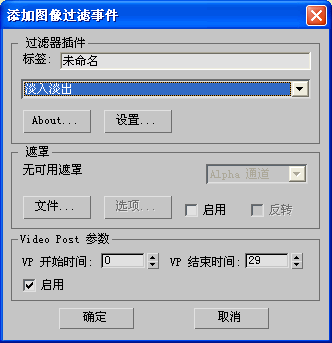 添加图像过滤事件
过滤器插件
标签: 未命名
淡入淡出
About... 设置...
遮罩
无可用遮罩 Alpha 通道
文件... 选项... 启用 反转
Video Post 参数
VP 开始时间: 0 VP 结束时间: 29
启用
确定 取消